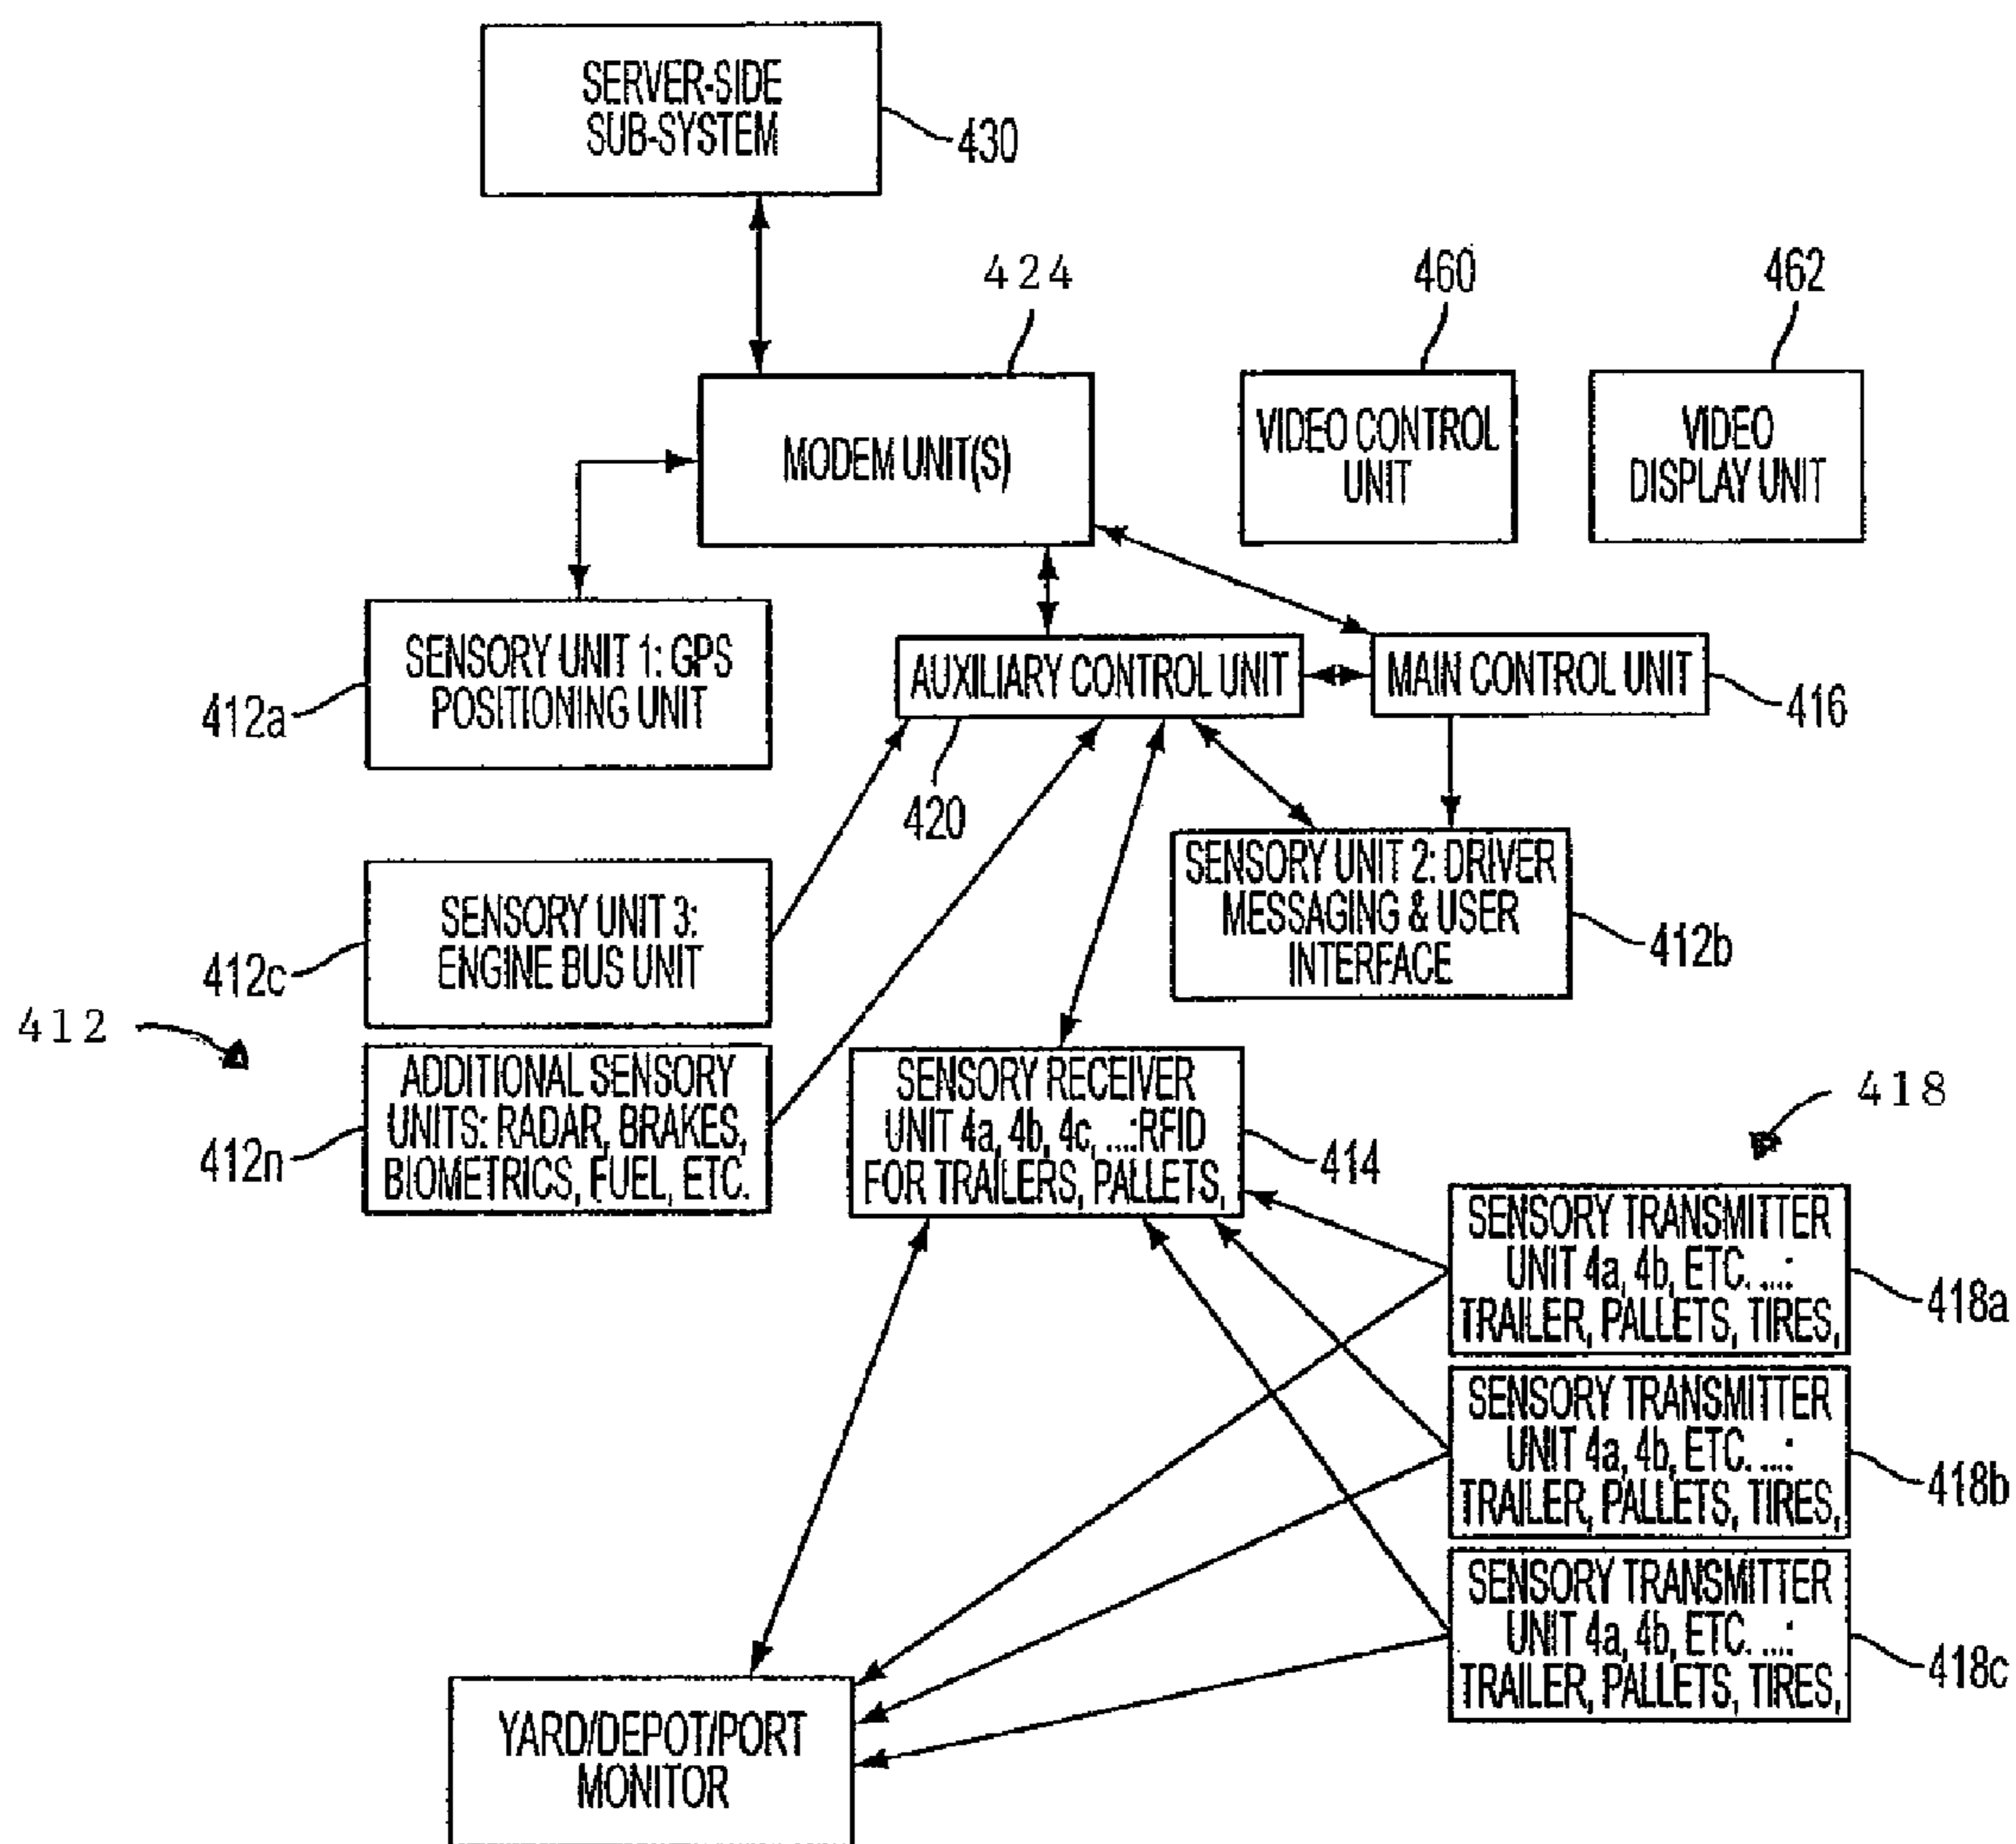 SERVER-SIDE
SUB-SYSTEM
430
424
460
462
MODEM UNIT(S)
VIDEO CONTROL
UNIT
VIDEO
DISPLAY UNIT
SENSORY UNIT 1: GPS
POSITIONING UNIT
412a
AUXILIARY CONTROL UNIT
MAIN CONTROL UNIT
416
420
SENSORY UNIT 2: DRIVER
MESSAGING & USER
INTERFACE
412b
SENSORY UNIT 3:
ENGINE BUS UNIT
412c
412
ADDITIONAL SENSORY
UNITS: RADAR, BRAKES,
BIOMETRICS, FUEL, ETC.
412n
SENSORY RECEIVER
UNIT 4a, 4b, 4c, ...:RFID
FOR TRAILERS, PALLETS,
414
418
SENSORY TRANSMITTER
UNIT 4a, 4b, ETC. ...:
TRAILER, PALLETS, TIRES,
418a
SENSORY TRANSMITTER
UNIT 4a, 4b, ETC. ...:
TRAILER, PALLETS, TIRES,
418b
SENSORY TRANSMITTER
UNIT 4a, 4b, ETC. ...:
TRAILER, PALLETS, TIRES,
418c
YARD/DEPOT/PORT
MONITOR